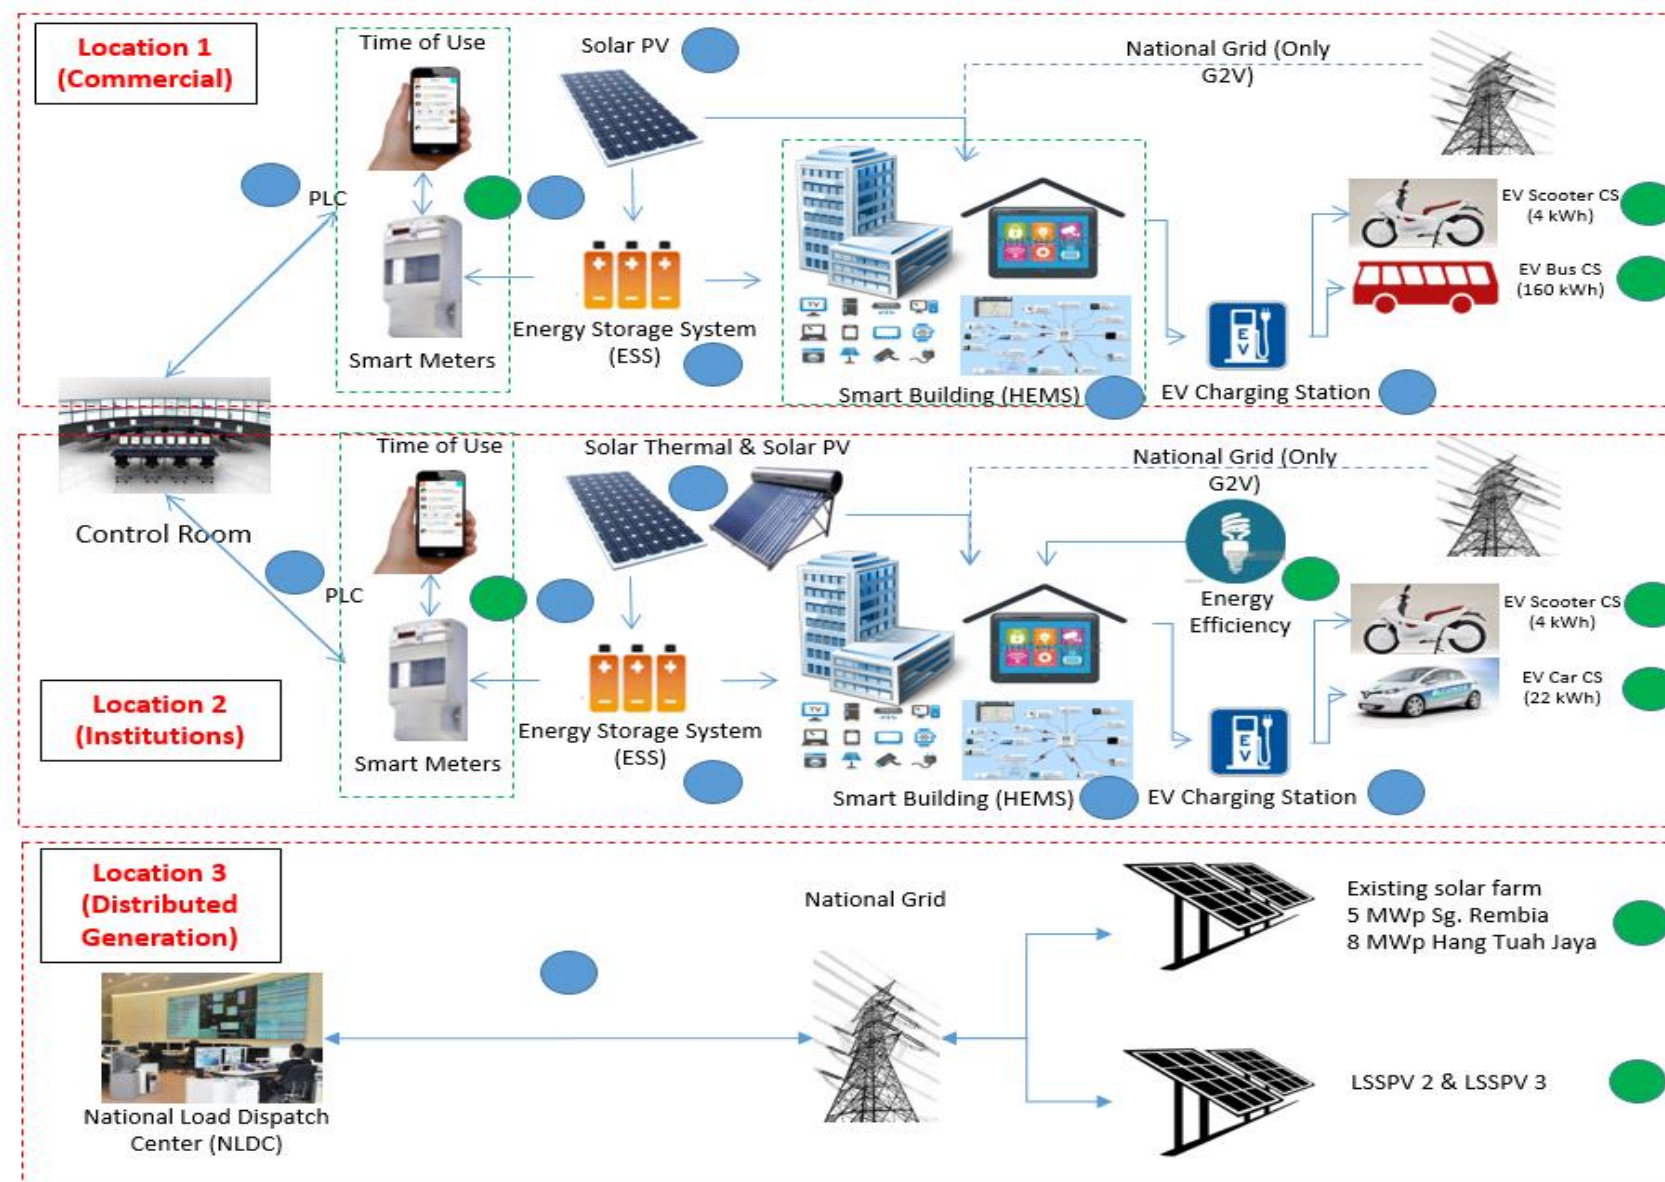 Location 1
(Commercial)
Time of Use
Solar PV
National Grid (Only
G2V)
PLC
EV Scooter CS
(4 kWh)
EV Bus CS
(160 kWh)
TV
EV
Energy Storage System
(ESS)
Smart Meters
Smart Building (HEMS)
EV Charging Station
Control Room
Time of Use
Solar Thermal & Solar PV
National Grid (Only
G2V)
PLC
Energy
Efficiency
EV Scooter CS
(4 kWh)
EV Car CS
(22 kWh)
Location 2
(Institutions)
TV
EV
Energy Storage System
(ESS)
Smart Meters
Smart Building (HEMS)
EV Charging Station
Location 3
(Distributed
Generation)
National Grid
Existing solar farm
5 MWp Sg. Rembia
8 MWp Hang Tuah Jaya
LSSPV 2 & LSSPV 3
National Load Dispatch
Center (NLDC)